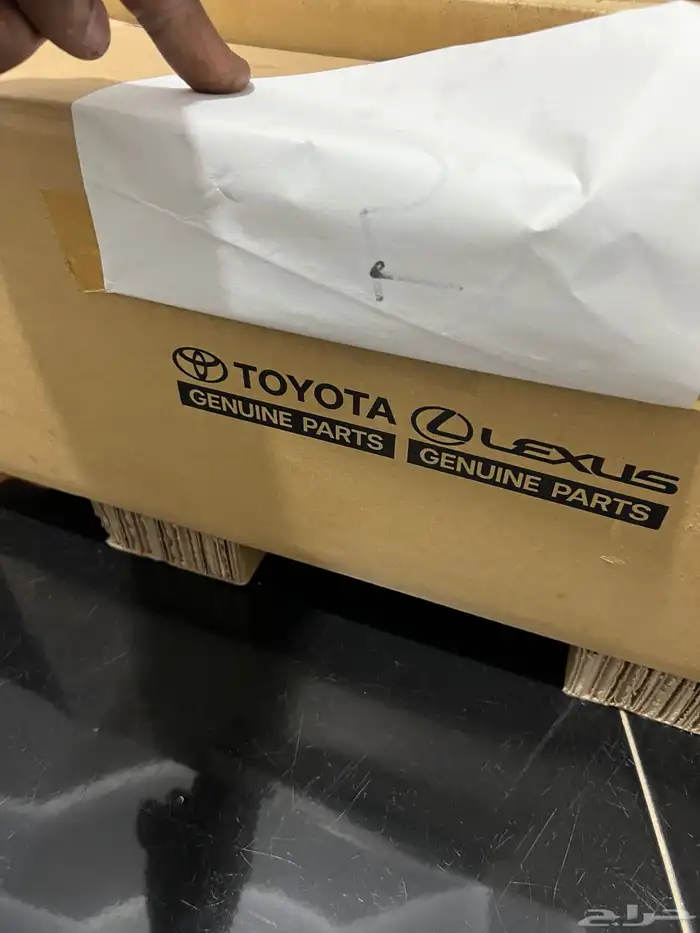 TOYOTA
GENUINE PARTS
LEXUS
GENUINE PARTS
حراج